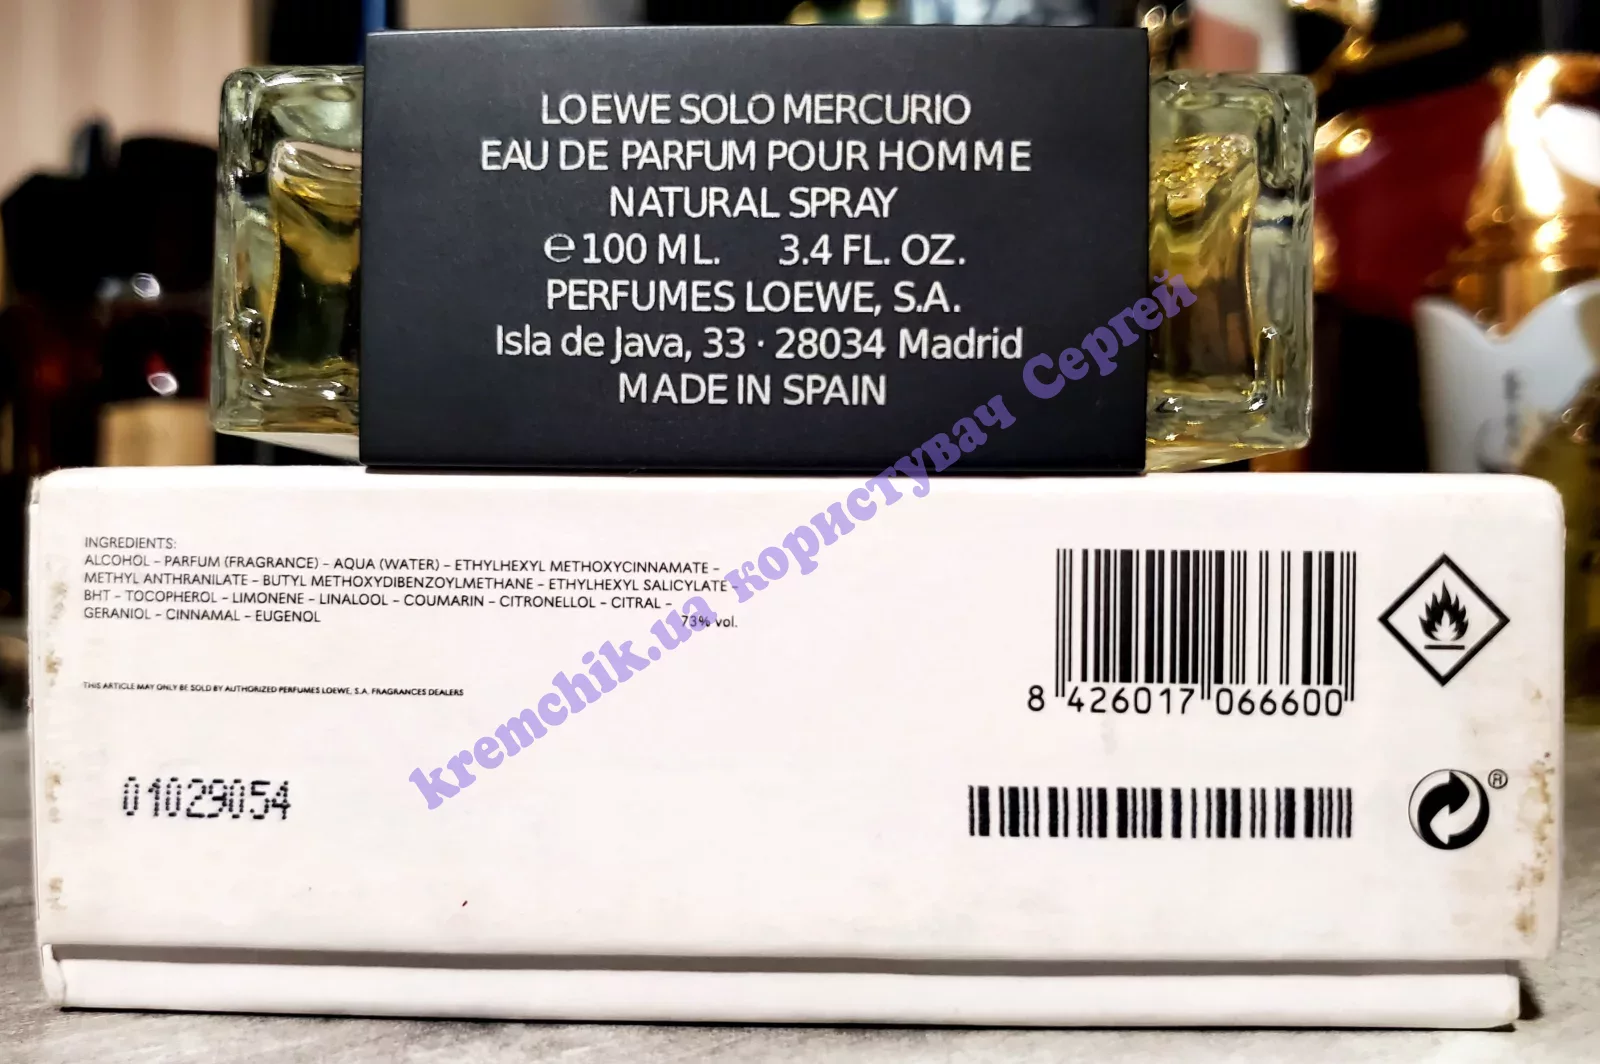 LOEWE SOLO MERCURIO
EAU DE PARFUM POUR HOMME
NATURAL SPRAY
℮ 100 ML. 3.4 FL. OZ.
PERFUMES LOEWE, S.A.
Isla de Java, 33 · 28034 Madrid
MADE IN SPAIN
INGREDIENTS:
ALCOHOL – PARFUM (FRAGRANCE) – AQUA (WATER) – ETHYLHEXYL METHOXYCINNAMATE –
METHYL ANTHRANILATE – BUTYL METHOXYDIBENZOYLMETHANE – ETHYLHEXYL SALICYLATE –
BHT – TOCOPHEROL – LIMONENE – LINALOOL – COUMARIN – CITRONELLOL – CITRAL –
GERANIOL – CINNAMAL – EUGENOL
73% vol.
THIS ARTICLE MAY ONLY BE SOLD BY AUTHORIZED PERFUMES LOEWE, S.A. FRAGRANCES DEALERS
8 426017 066600
01029054
®
kremchik.ua користувач Сергей